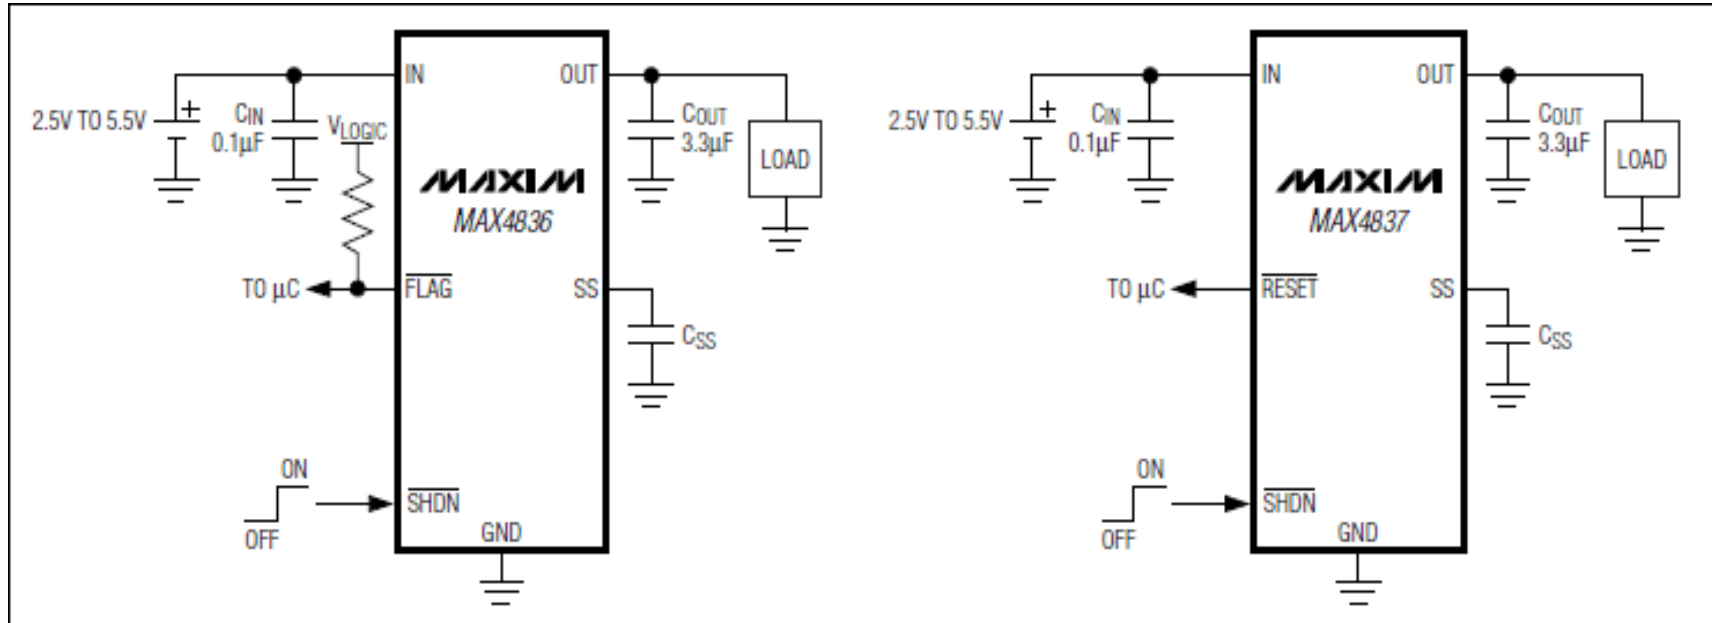 IN
OUT
2.5V TO 5.5V
+
CIN
0.1µF
VLOGIC
COUT
3.3µF
LOAD
MAXIM
MAX4836
TO µC
FLAG
SS
CSS
ON
OFF
SHDN
GND
IN
OUT
2.5V TO 5.5V
+
CIN
0.1µF
COUT
3.3µF
LOAD
MAXIM
MAX4837
TO µC
RESET
SS
CSS
ON
OFF
SHDN
GND